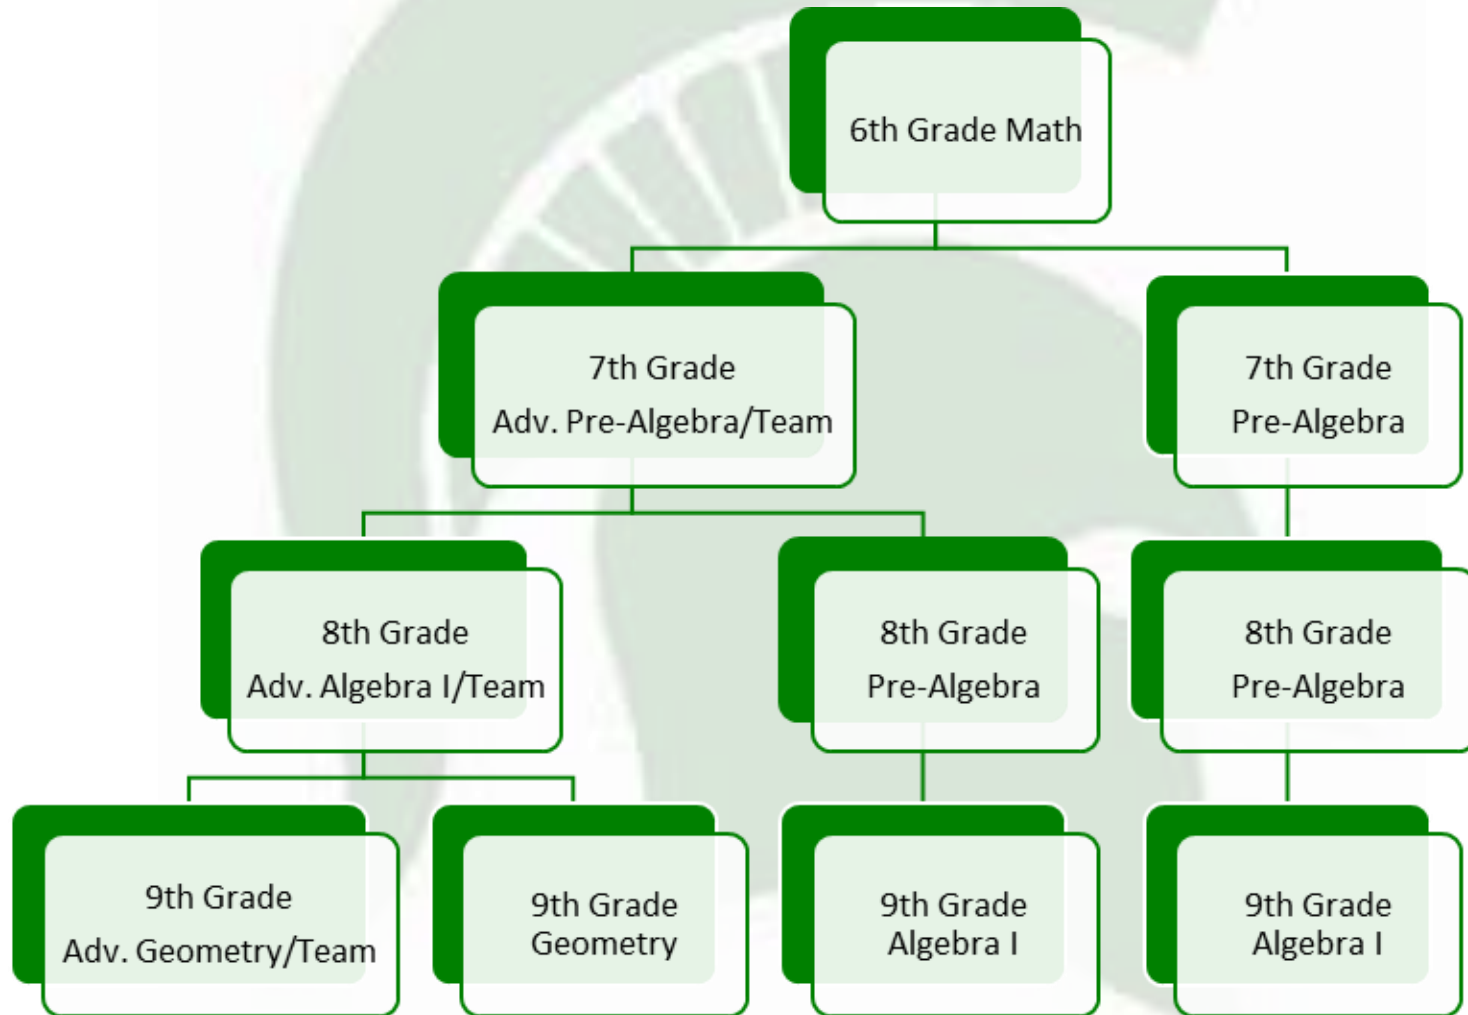 6th Grade Math
7th Grade
Adv. Pre-Algebra/Team
7th Grade
Pre-Algebra
8th Grade
Adv. Algebra I/Team
8th Grade
Pre-Algebra
8th Grade
Pre-Algebra
9th Grade
Adv. Geometry/Team
9th Grade
Geometry
9th Grade
Algebra I
9th Grade
Algebra I